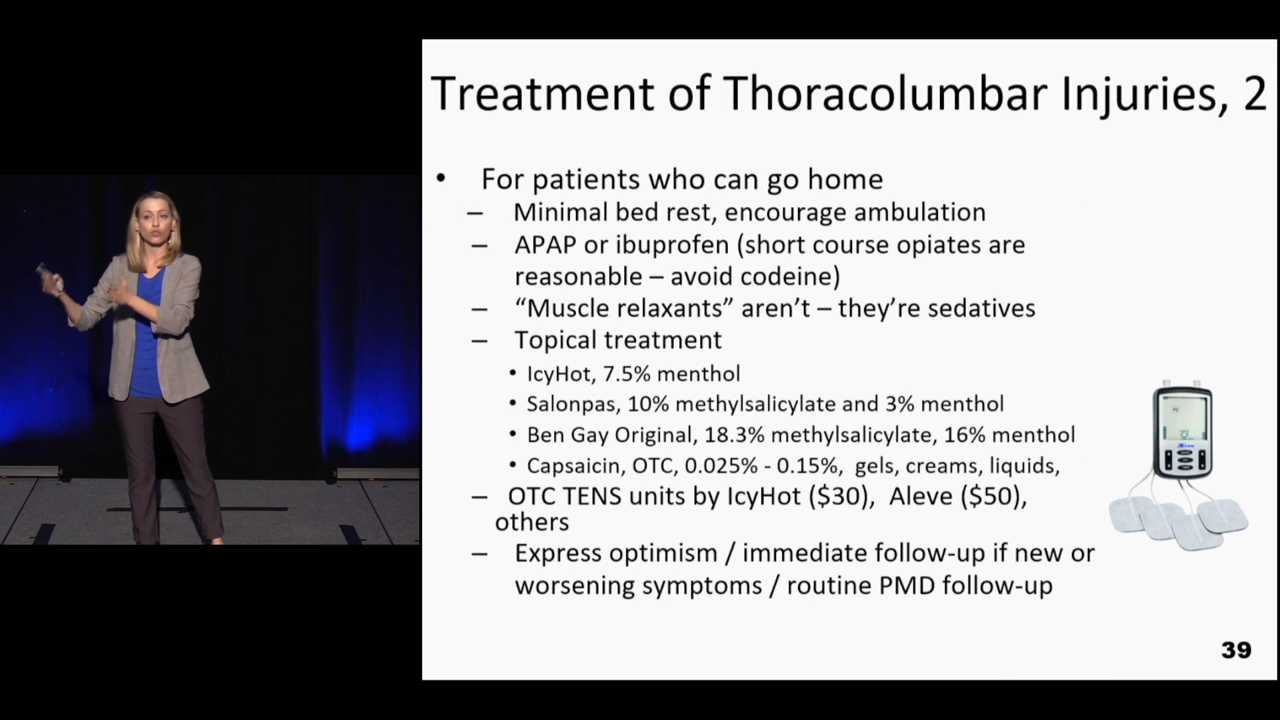 Treatment of Thoracolumbar Injuries, 2
• For patients who can go home
– Minimal bed rest, encourage ambulation
– APAP or ibuprofen (short course opiates are
reasonable – avoid codeine)
– “Muscle relaxants” aren’t – they’re sedatives
– Topical treatment
• IcyHot, 7.5% menthol
• Salonpas, 10% methylsalicylate and 3% menthol
• Ben Gay Original, 18.3% methylsalicylate, 16% menthol
• Capsaicin, OTC, 0.025% - 0.15%, gels, creams, liquids,
– OTC TENS units by IcyHot ($30), Aleve ($50),
others
– Express optimism / immediate follow-up if new or
worsening symptoms / routine PMD follow-up
39